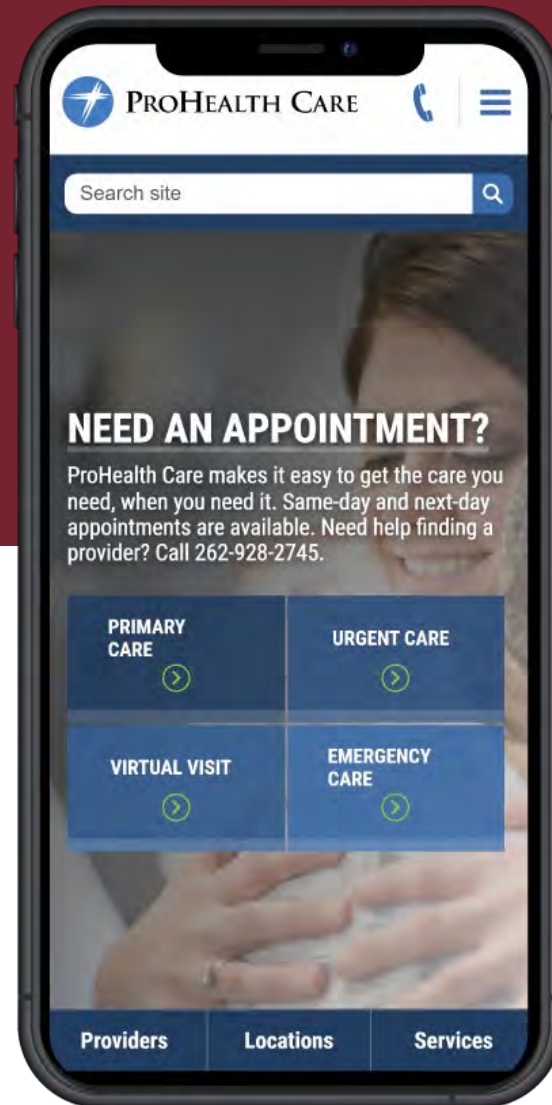 PROHEALTH CARE
Search site
NEED AN APPOINTMENT?
ProHealth Care makes it easy to get the care you
need, when you need it. Same-day and next-day
appointments are available. Need help finding a
provider? Call 262-928-2745.
PRIMARY
CARE
URGENT CARE
VIRTUAL VISIT
EMERGENCY
CARE
Providers
Locations
Services